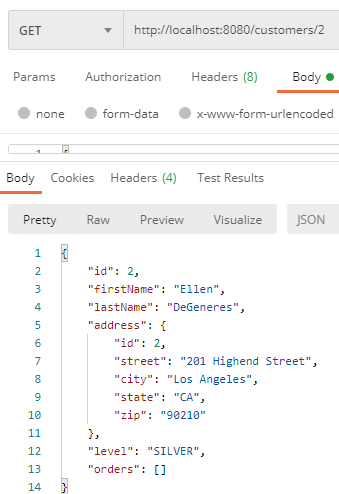 GET http://localhost:8080/customers/2
Params Authorization Headers (8) Body
none form-data x-www-form-urlencoded
Body Cookies Headers (4) Test Results
Pretty Raw Preview Visualize JSON
1 {
2 "id": 2,
3 "firstName": "Ellen",
4 "lastName": "DeGeneres",
5 "address": {
6 "id": 2,
7 "street": "201 Highend Street",
8 "city": "Los Angeles",
9 "state": "CA",
10 "zip": "90210"
11 },
12 "level": "SILVER",
13 "orders": []
14 }